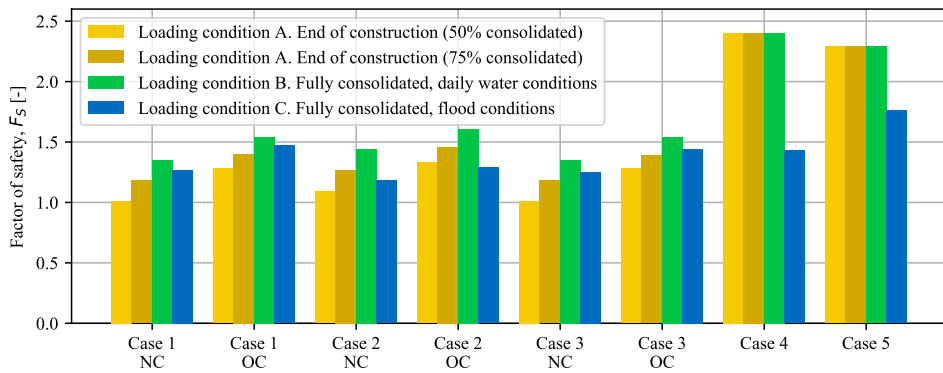 2.5
2.0
1.5
1.0
0.5
0.0
Factor of safety, F_S [-]
Loading condition A. End of construction (50% consolidated)
Loading condition A. End of construction (75% consolidated)
Loading condition B. Fully consolidated, daily water conditions
Loading condition C. Fully consolidated, flood conditions
Case 1
NC
Case 1
OC
Case 2
NC
Case 2
OC
Case 3
NC
Case 3
OC
Case 4
Case 5